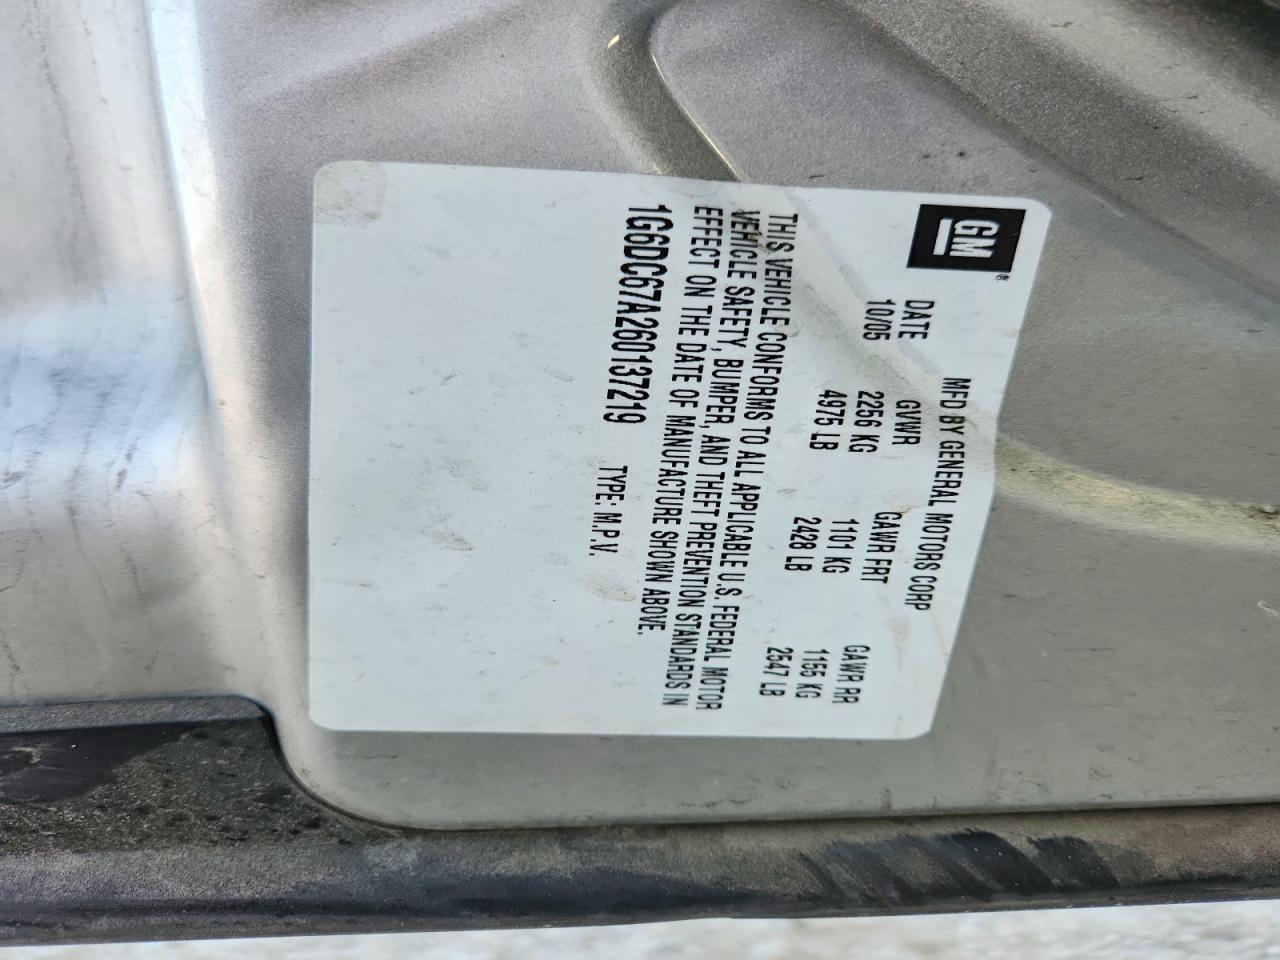 GM®
MFD BY GENERAL MOTORS CORP
DATE GVWR GAWR FRT GAWR RR
10/05 2256 KG 1101 KG 1155 KG
4975 LB 2428 LB 2547 LB
THIS VEHICLE CONFORMS TO ALL APPLICABLE U.S. FEDERAL MOTOR
VEHICLE SAFETY, BUMPER, AND THEFT PREVENTION STANDARDS IN
EFFECT ON THE DATE OF MANUFACTURE SHOWN ABOVE.
1G6DC67A260137219 TYPE: M.P.V.